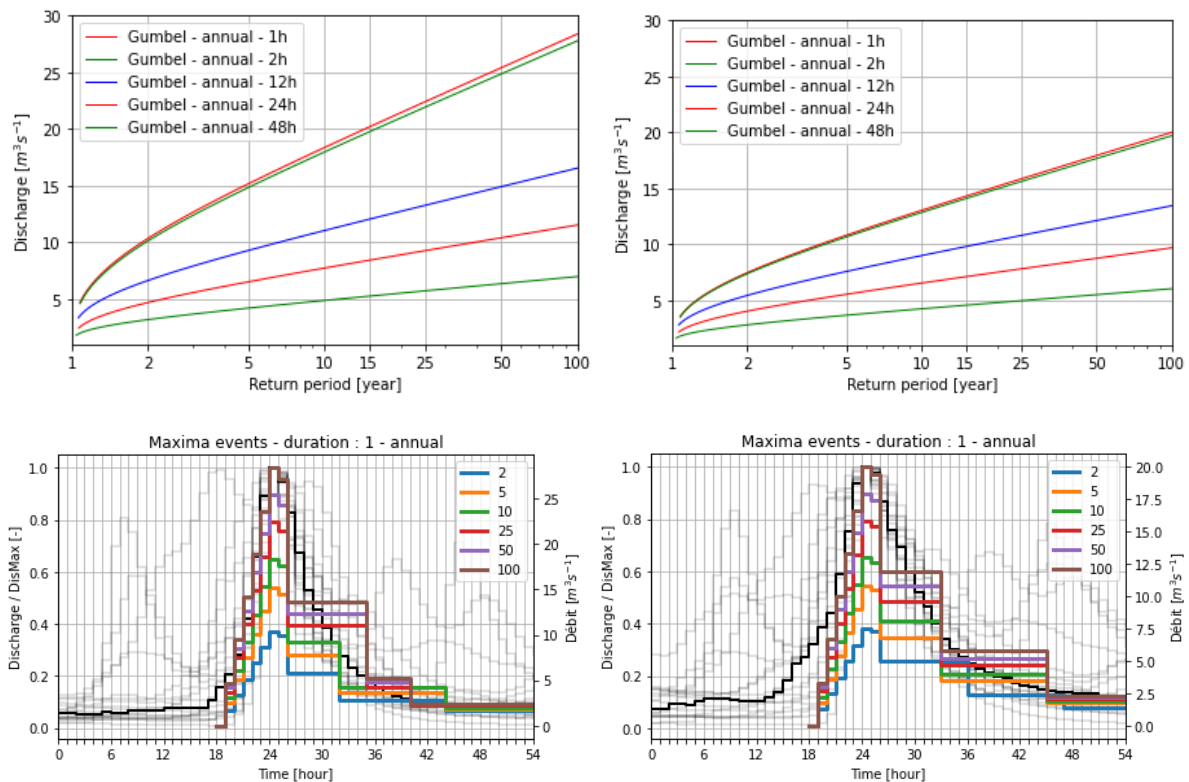 30
25
20
15
10
5
Discharge [m³s⁻¹]
Gumbel - annual - 1h
Gumbel - annual - 2h
Gumbel - annual - 12h
Gumbel - annual - 24h
Gumbel - annual - 48h
1 2 5 10 15 25 50 100
Return period [year]
30
25
20
15
10
5
Discharge [m³s⁻¹]
Gumbel - annual - 1h
Gumbel - annual - 2h
Gumbel - annual - 12h
Gumbel - annual - 24h
Gumbel - annual - 48h
1 2 5 10 15 25 50 100
Return period [year]
Maxima events - duration : 1 - annual
1.0
0.8
0.6
0.4
0.2
0.0
Discharge / DisMax [-]
2
5
10
25
50
100
25
20
15
10
5
0
Débit [m³s⁻¹]
0 6 12 18 24 30 36 42 48 54
Time [hour]
Maxima events - duration : 1 - annual
1.0
0.8
0.6
0.4
0.2
0.0
Discharge / DisMax [-]
2
5
10
25
50
100
20.0
17.5
15.0
12.5
10.0
7.5
5.0
2.5
0.0
Débit [m³s⁻¹]
0 6 12 18 24 30 36 42 48 54
Time [hour]